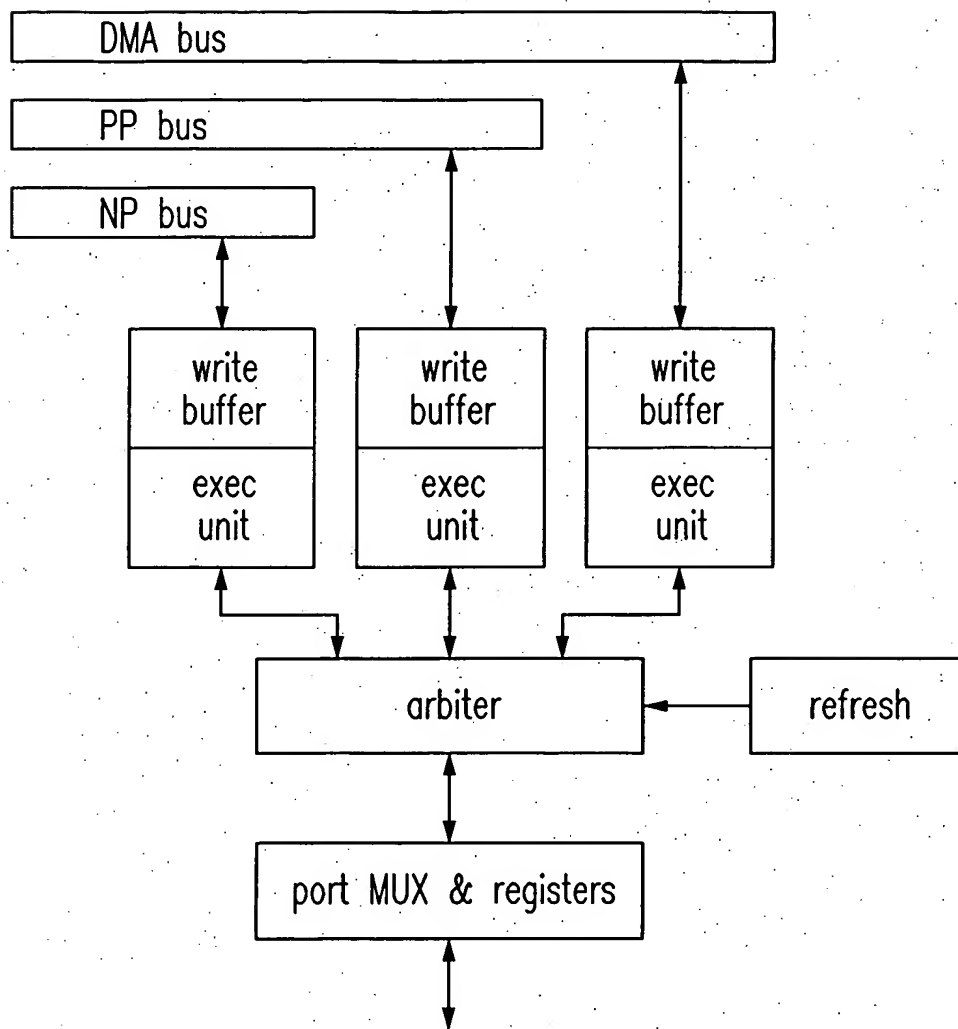 DMA bus
PP bus
NP bus
write
buffer
write
buffer
write
buffer
exec
unit
exec
unit
exec
unit
arbiter
refresh
port MUX & registers